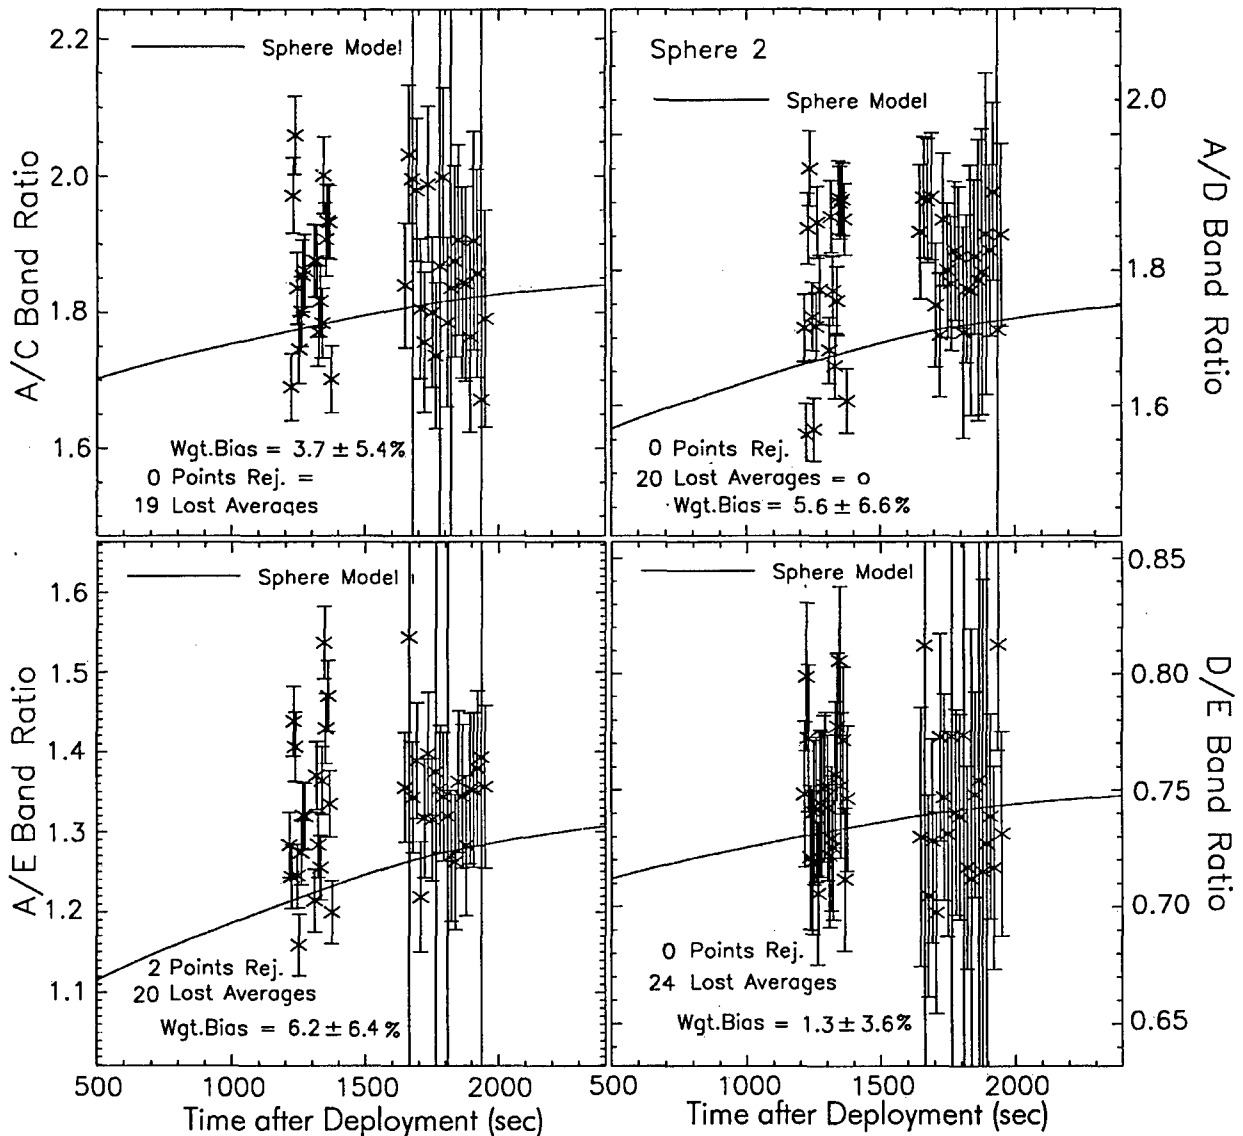 2.2
2.0
1.8
1.6
A/C Band Ratio
Sphere Model
Wgt.Bias = 3.7 ± 5.4%
0 Points Rej. =
19 Lost Averages
Sphere 2
Sphere Model
0 Points Rej.
20 Lost Averages = 0
Wgt.Bias = 5.6 ± 6.6%
2.0
1.8
1.6
A/D Band Ratio
1.6
1.5
1.4
1.3
1.2
1.1
A/E Band Ratio
Sphere Model
2 Points Rej.
20 Lost Averages
Wgt.Bias = 6.2 ± 6.4%
500 1000 1500 2000
Time after Deployment (sec)
Sphere Model
0 Points Rej.
24 Lost Averages
Wgt.Bias = 1.3 ± 3.6%
0.85
0.80
0.75
0.70
0.65
D/E Band Ratio
500 1000 1500 2000
Time after Deployment (sec)